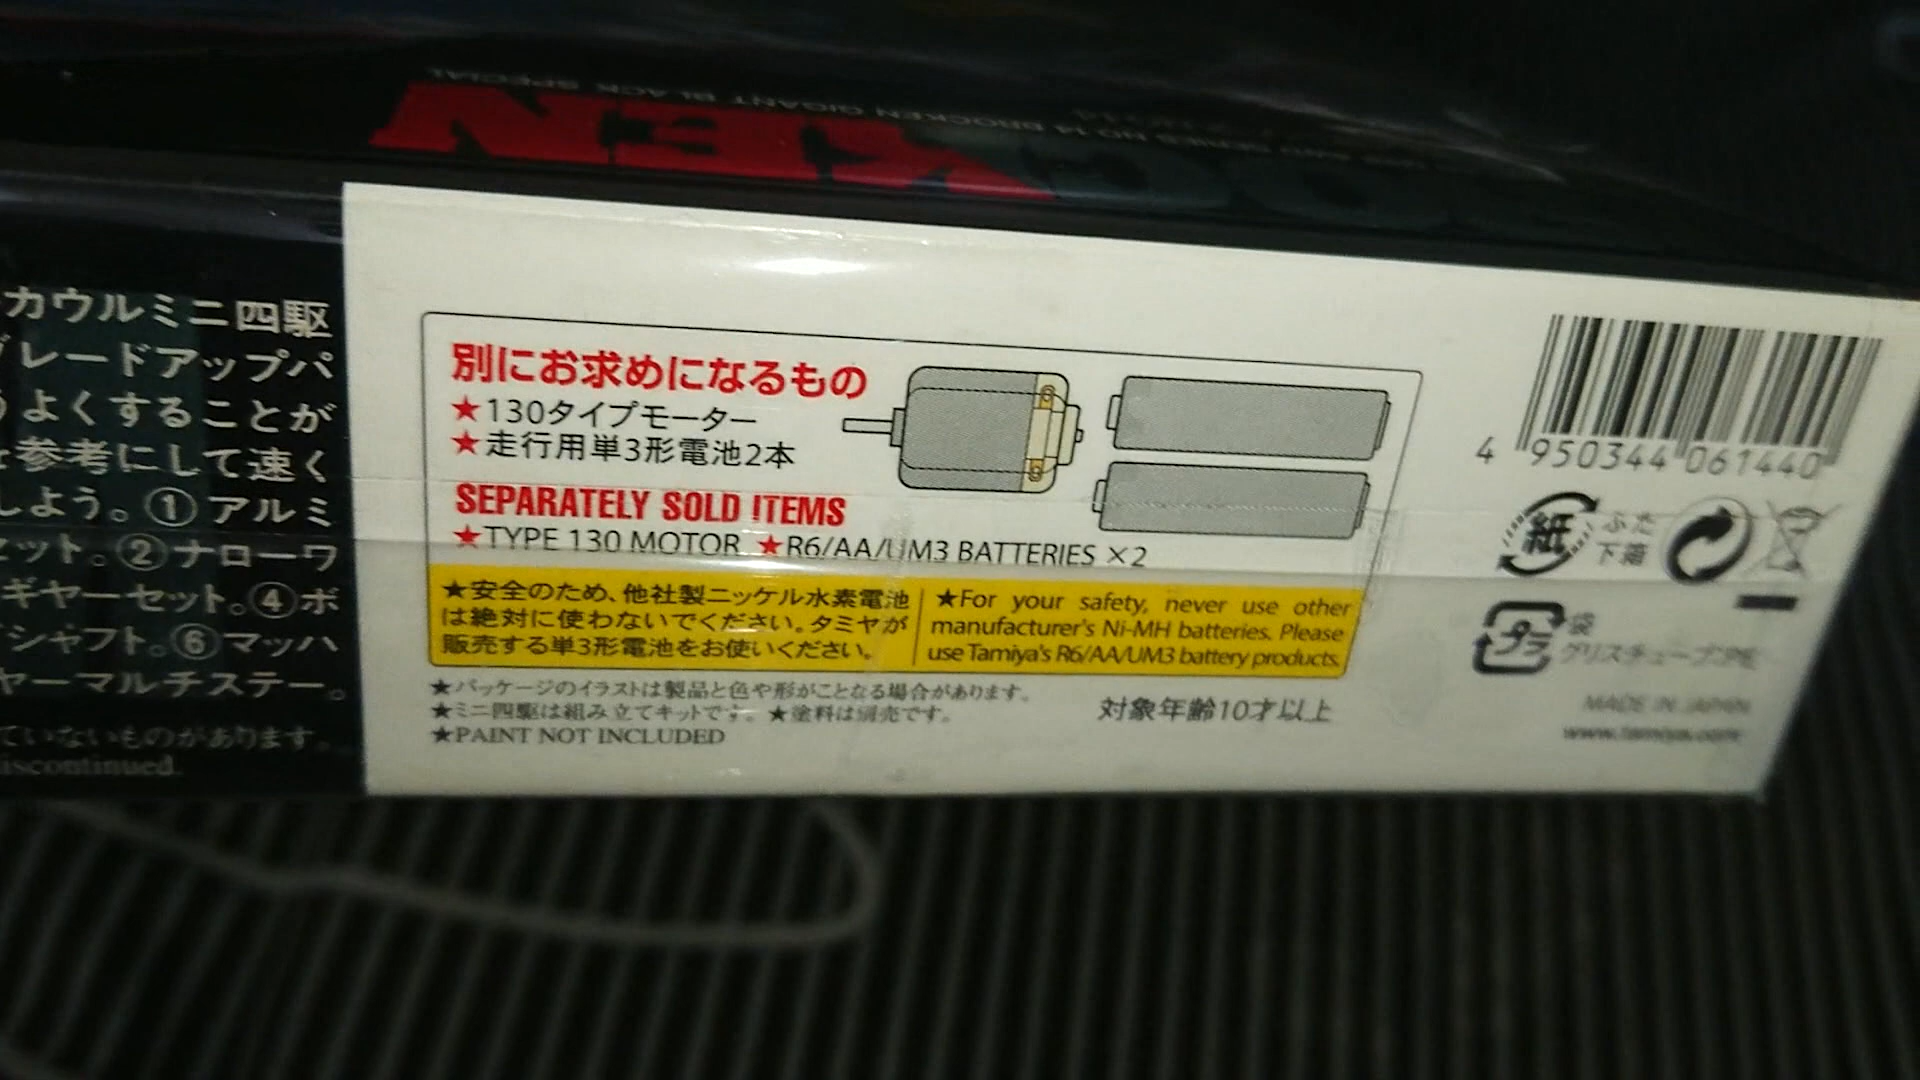 NO.14 BROCKEN GIGANT BLACK SPECIAL
カウルミニ四駆
レードアップパ
よくすることが
参考にして速く
しよう。①アルミ
ット。②ナローワ
ギヤーセット。④ボ
シャフト。⑥マッハ
ヤーマルチステー。
ていないものがあります。
discontinued.
別にお求めになるもの
★130タイプモーター
★走行用単3形電池2本
SEPARATELY SOLD ITEMS
★TYPE 130 MOTOR ★R6/AA/UM3 BATTERIES ×2
★安全のため、他社製ニッケル水素電池
は絶対に使わないでください。タミヤが
販売する単3形電池をお使いください。
★For your safety, never use other
manufacturer's Ni-MH batteries. Please
use Tamiya's R6/AA/UM3 battery products.
★パッケージのイラストは製品と色や形がことなる場合があります。
★ミニ四駆は組み立てキットです。★塗料は別売です。
★PAINT NOT INCLUDED
対象年齢10才以上
4 950344 061440
紙 ふた
下箱
プラ 袋
グリスチューブ:PE
MADE IN JAPAN
www.tamiya.com